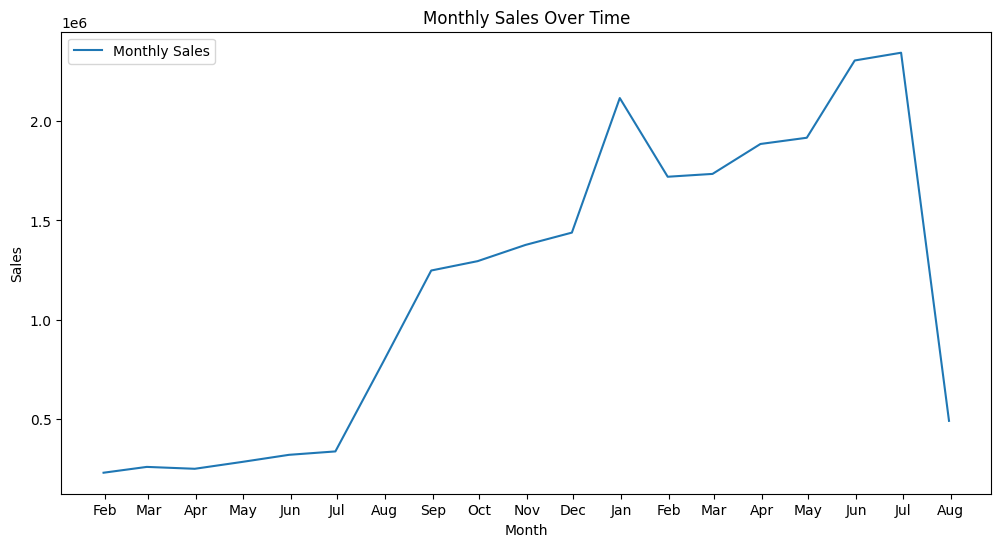 Monthly Sales Over Time
1e6
Monthly Sales
2.0
1.5
1.0
0.5
Sales
Feb Mar Apr May Jun Jul Aug Sep Oct Nov Dec Jan Feb Mar Apr May Jun Jul Aug
Month